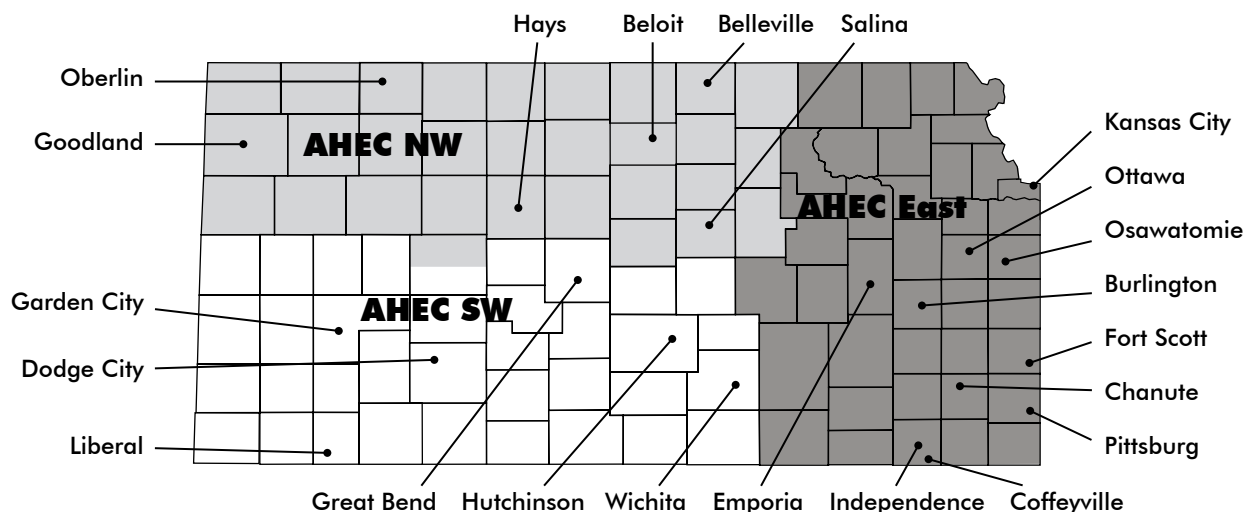 Hays
Beloit
Belleville
Salina
Oberlin
Goodland
AHEC NW
Kansas City
Ottawa
AHEC East
Osawatomie
Burlington
Garden City
AHEC SW
Fort Scott
Dodge City
Chanute
Liberal
Pittsburg
Great Bend
Hutchinson
Wichita
Emporia
Independence
Coffeyville